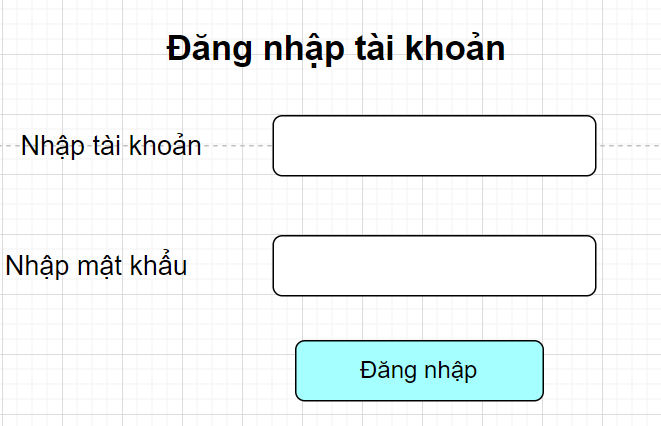 Đăng nhập tài khoản
Nhập tài khoản
Nhập mật khẩu
Đăng nhập